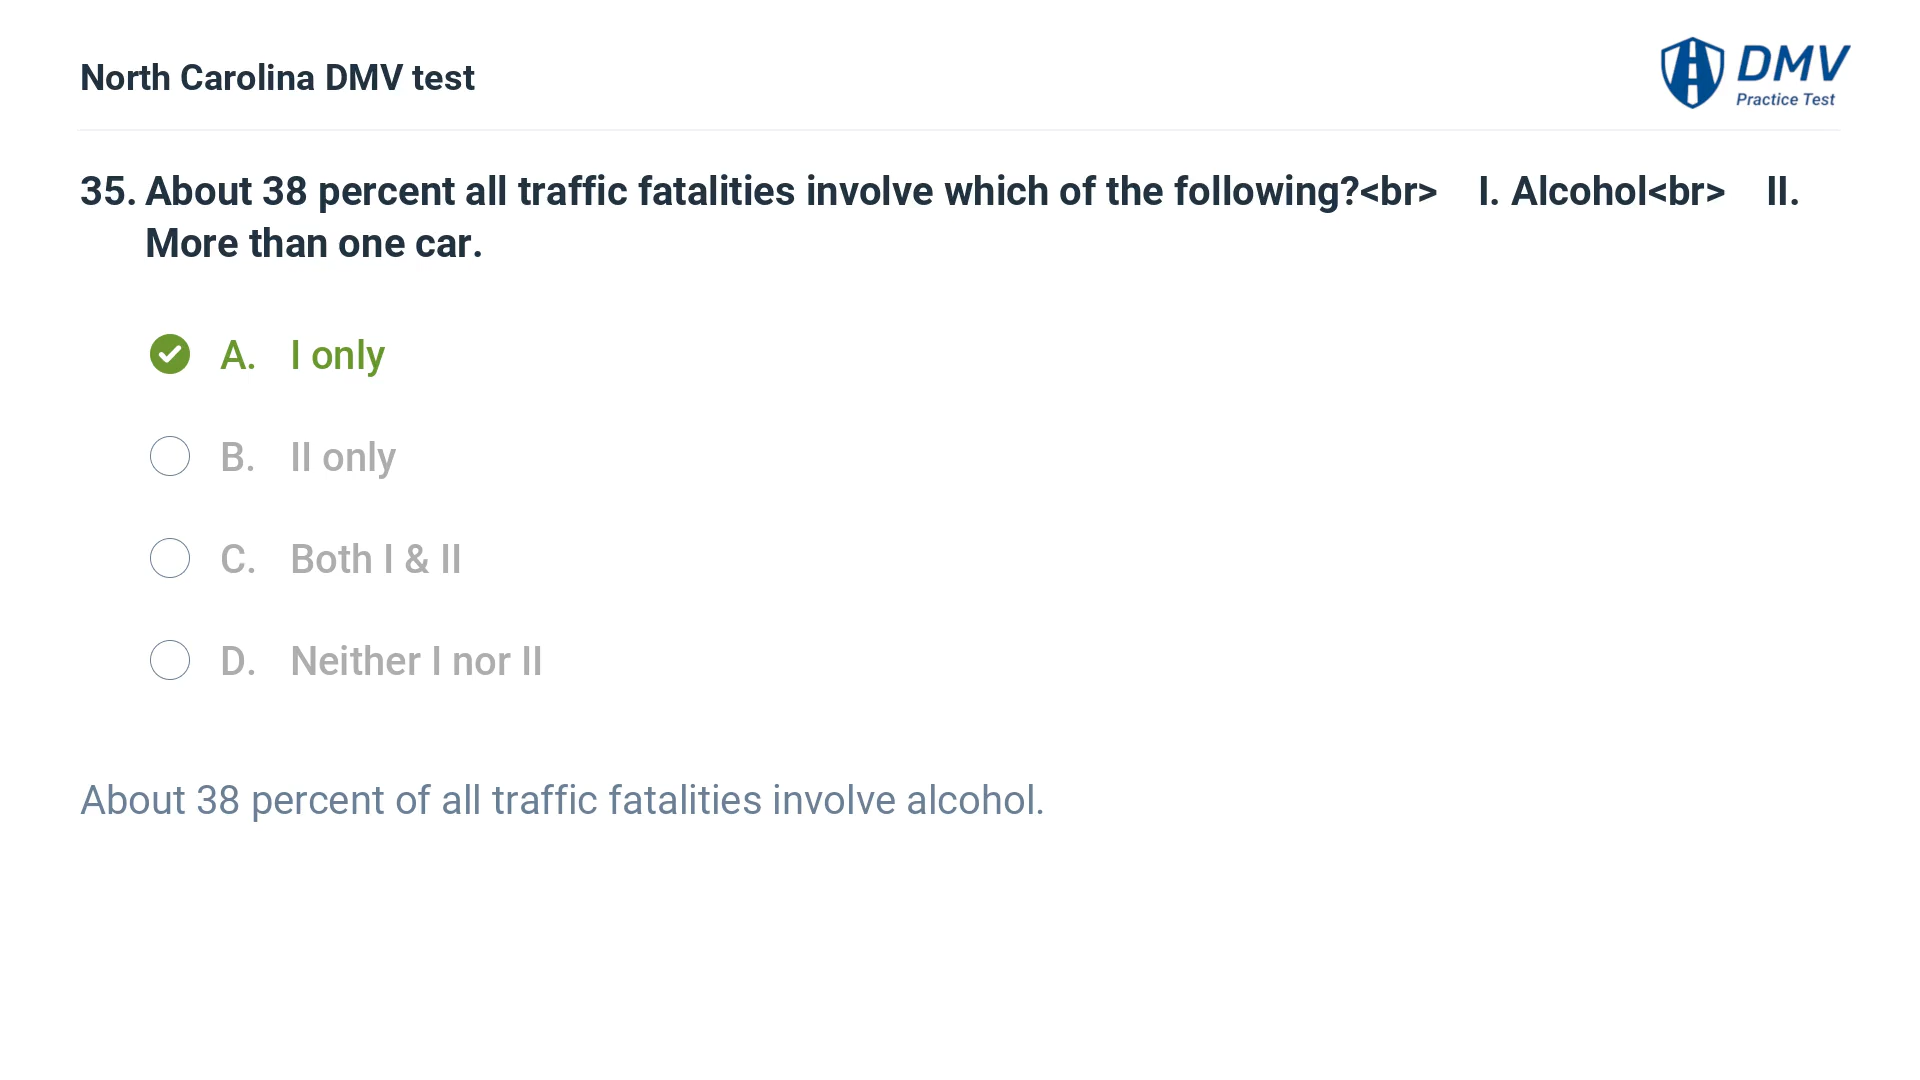 North Carolina DMV test
DMV
Practice Test
35. About 38 percent all traffic fatalities involve which of the following?<br>    I. Alcohol<br>    II.
More than one car.
A. I only
B. II only
C. Both I & II
D. Neither I nor II
About 38 percent of all traffic fatalities involve alcohol.